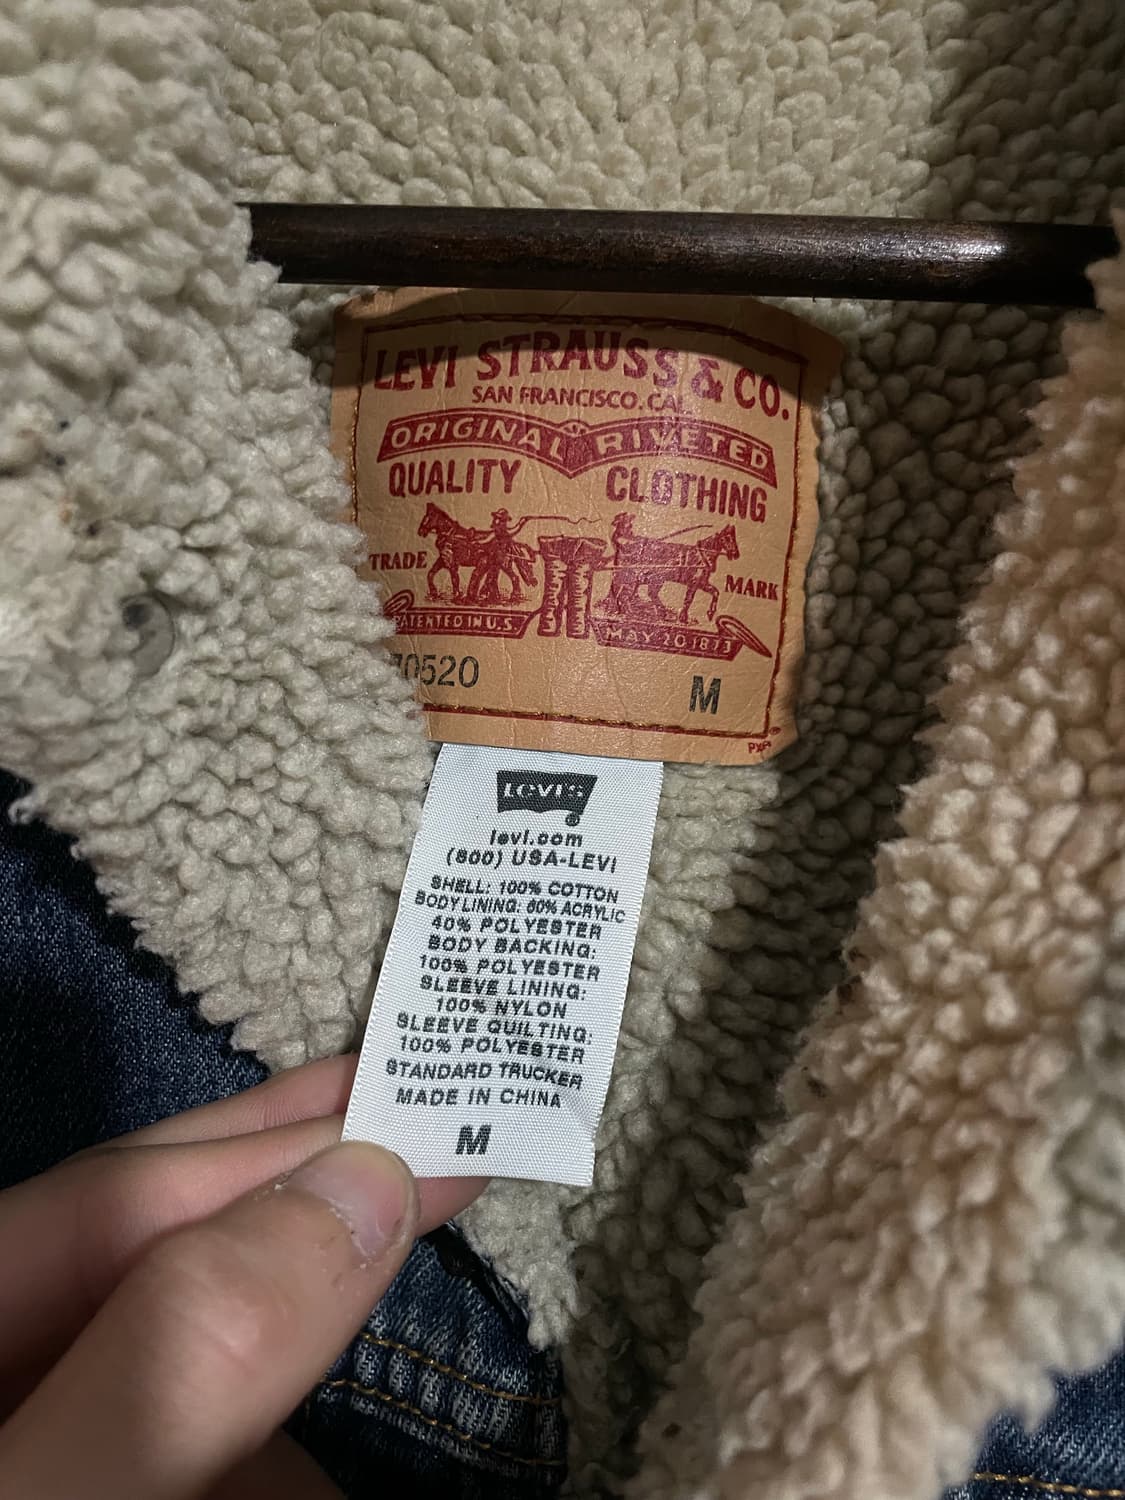 LEVI STRAUSS & CO.
SAN FRANCISCO. CAL
ORIGINAL RIVETED
QUALITY CLOTHING
TRADE MARK
PATENTED IN U.S.
MAY 20 1873
70520 M
LEVI'S
levi.com
(800) USA-LEVI
SHELL: 100% COTTON
BODY LINING: 60% ACRYLIC
40% POLYESTER
BODY BACKING:
100% POLYESTER
SLEEVE LINING:
100% NYLON
SLEEVE QUILTING:
100% POLYESTER
STANDARD TRUCKER
MADE IN CHINA
M